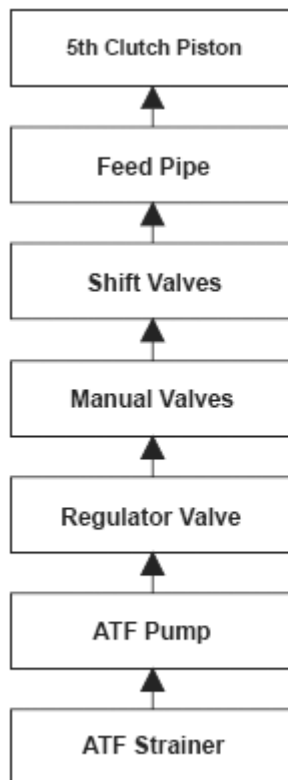 5th Clutch Piston
Feed Pipe
Shift Valves
Manual Valves
Regulator Valve
ATF Pump
ATF Strainer